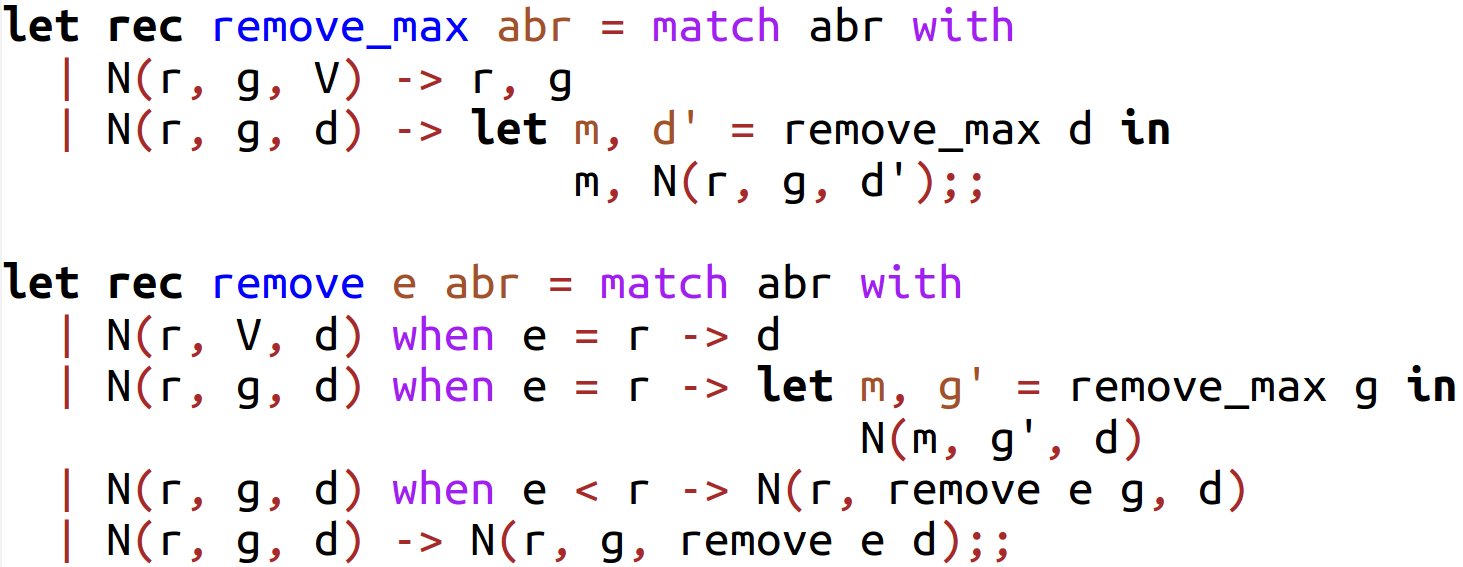 let rec remove_max abr = match abr with
  | N(r, g, V) -> r, g
  | N(r, g, d) -> let m, d' = remove_max d in
                      m, N(r, g, d');;

let rec remove e abr = match abr with
  | N(r, V, d) when e = r -> d
  | N(r, g, d) when e = r -> let m, g' = remove_max g in
                                 N(m, g', d)
  | N(r, g, d) when e < r -> N(r, remove e g, d)
  | N(r, g, d) -> N(r, g, remove e d);;